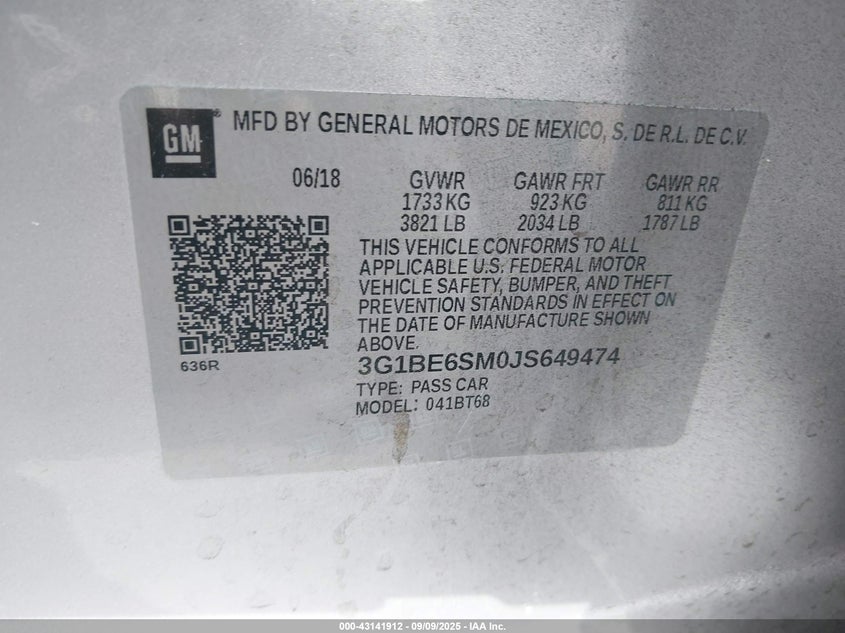 GM ® MFD BY GENERAL MOTORS DE MEXICO, S. DE R.L. DE C.V.
06/18 GVWR GAWR FRT GAWR RR
1733 KG 923 KG 811 KG
3821 LB 2034 LB 1787 LB
THIS VEHICLE CONFORMS TO ALL
APPLICABLE U.S. FEDERAL MOTOR
VEHICLE SAFETY, BUMPER, AND THEFT
PREVENTION STANDARDS IN EFFECT ON
THE DATE OF MANUFACTURE SHOWN
ABOVE.
636R
3G1BE6SM0JS649474
TYPE: PASS CAR
MODEL: 041BT68
000-43141912 - 09/09/2025 - IAA Inc.